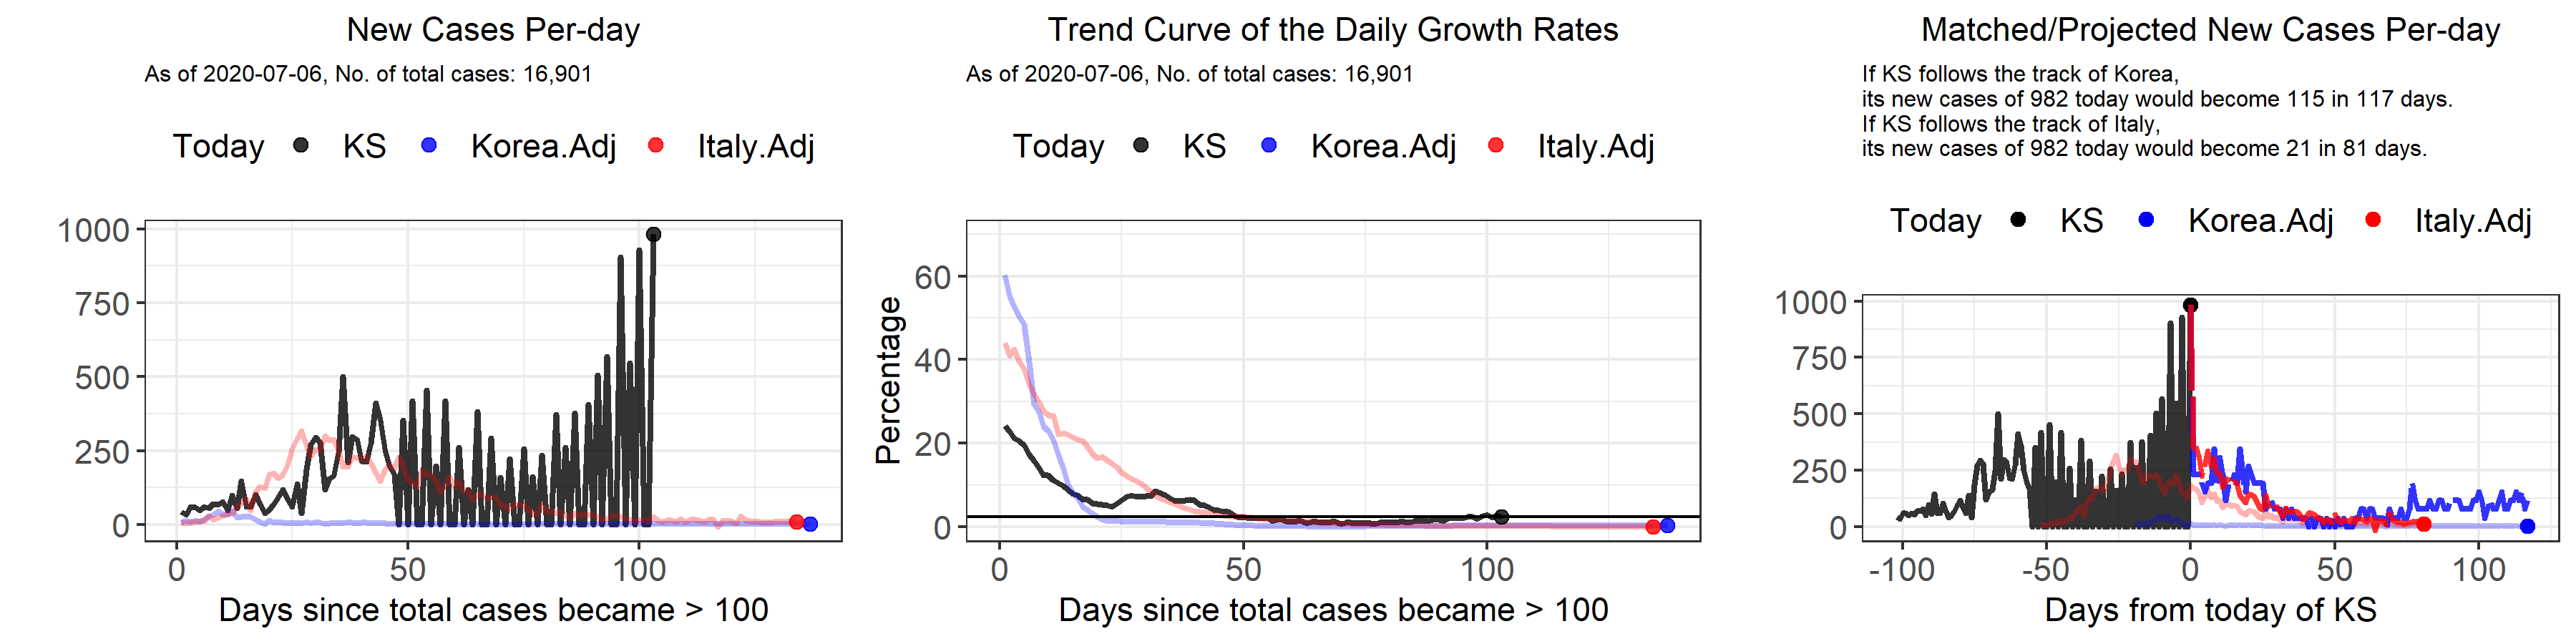 New Cases Per-day
As of 2020-07-06, No. of total cases: 16,901
Today KS Korea.Adj Italy.Adj
1000
750
500
250
0
0 50 100
Days since total cases became > 100
Trend Curve of the Daily Growth Rates
As of 2020-07-06, No. of total cases: 16,901
Today KS Korea.Adj Italy.Adj
Percentage
60
40
20
0
0 50 100
Days since total cases became > 100
Matched/Projected New Cases Per-day
If KS follows the track of Korea,
its new cases of 982 today would become 115 in 117 days.
If KS follows the track of Italy,
its new cases of 982 today would become 21 in 81 days.
Today KS Korea.Adj Italy.Adj
1000
750
500
250
0
-100 -50 0 50 100
Days from today of KS